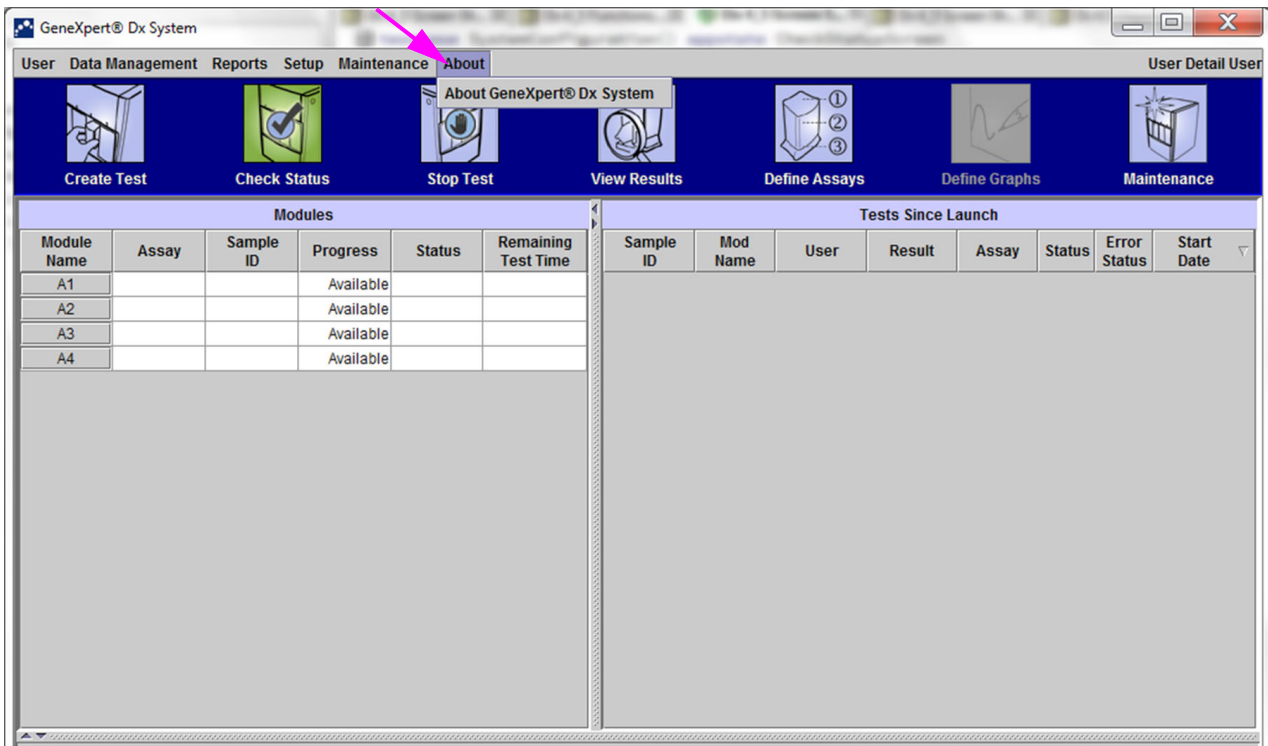 GeneXpert® Dx System
User Data Management Reports Setup Maintenance About User Detail User
About GeneXpert® Dx System
① ② ③
Create Test Check Status Stop Test View Results Define Assays Define Graphs Maintenance
Modules
Module Name Assay Sample ID Progress Status Remaining Test Time
A1 Available
A2 Available
A3 Available
A4 Available
Tests Since Launch
Sample ID Mod Name User Result Assay Status Error Status Start Date